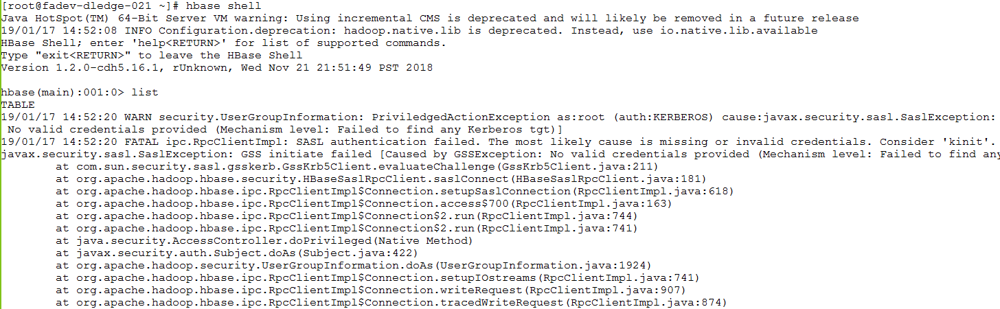 [root@fadev-dledge-021 ~]# hbase shell
Java HotSpot(TM) 64-Bit Server VM warning: Using incremental CMS is deprecated and will likely be removed in a future release
19/01/17 14:52:08 INFO Configuration.deprecation: hadoop.native.lib is deprecated. Instead, use io.native.lib.available
HBase Shell; enter 'help<RETURN>' for list of supported commands.
Type "exit<RETURN>" to leave the HBase Shell
Version 1.2.0-cdh5.16.1, rUnknown, Wed Nov 21 21:51:49 PST 2018

hbase(main):001:0> list
TABLE
19/01/17 14:52:20 WARN security.UserGroupInformation: PriviledgedActionException as:root (auth:KERBEROS) cause:javax.security.sasl.SaslException:
 No valid credentials provided (Mechanism level: Failed to find any Kerberos tgt)]
19/01/17 14:52:20 FATAL ipc.RpcClientImpl: SASL authentication failed. The most likely cause is missing or invalid credentials. Consider 'kinit'.
javax.security.sasl.SaslException: GSS initiate failed [Caused by GSSException: No valid credentials provided (Mechanism level: Failed to find any
        at com.sun.security.sasl.gsskerb.GssKrb5Client.evaluateChallenge(GssKrb5Client.java:211)
        at org.apache.hadoop.hbase.security.HBaseSaslRpcClient.saslConnect(HBaseSaslRpcClient.java:181)
        at org.apache.hadoop.hbase.ipc.RpcClientImpl$Connection.setupSaslConnection(RpcClientImpl.java:618)
        at org.apache.hadoop.hbase.ipc.RpcClientImpl$Connection.access$700(RpcClientImpl.java:163)
        at org.apache.hadoop.hbase.ipc.RpcClientImpl$Connection$2.run(RpcClientImpl.java:744)
        at org.apache.hadoop.hbase.ipc.RpcClientImpl$Connection$2.run(RpcClientImpl.java:741)
        at java.security.AccessController.doPrivileged(Native Method)
        at javax.security.auth.Subject.doAs(Subject.java:422)
        at org.apache.hadoop.security.UserGroupInformation.doAs(UserGroupInformation.java:1924)
        at org.apache.hadoop.hbase.ipc.RpcClientImpl$Connection.setupIOstreams(RpcClientImpl.java:741)
        at org.apache.hadoop.hbase.ipc.RpcClientImpl$Connection.writeRequest(RpcClientImpl.java:907)
        at org.apache.hadoop.hbase.ipc.RpcClientImpl$Connection.tracedWriteRequest(RpcClientImpl.java:874)